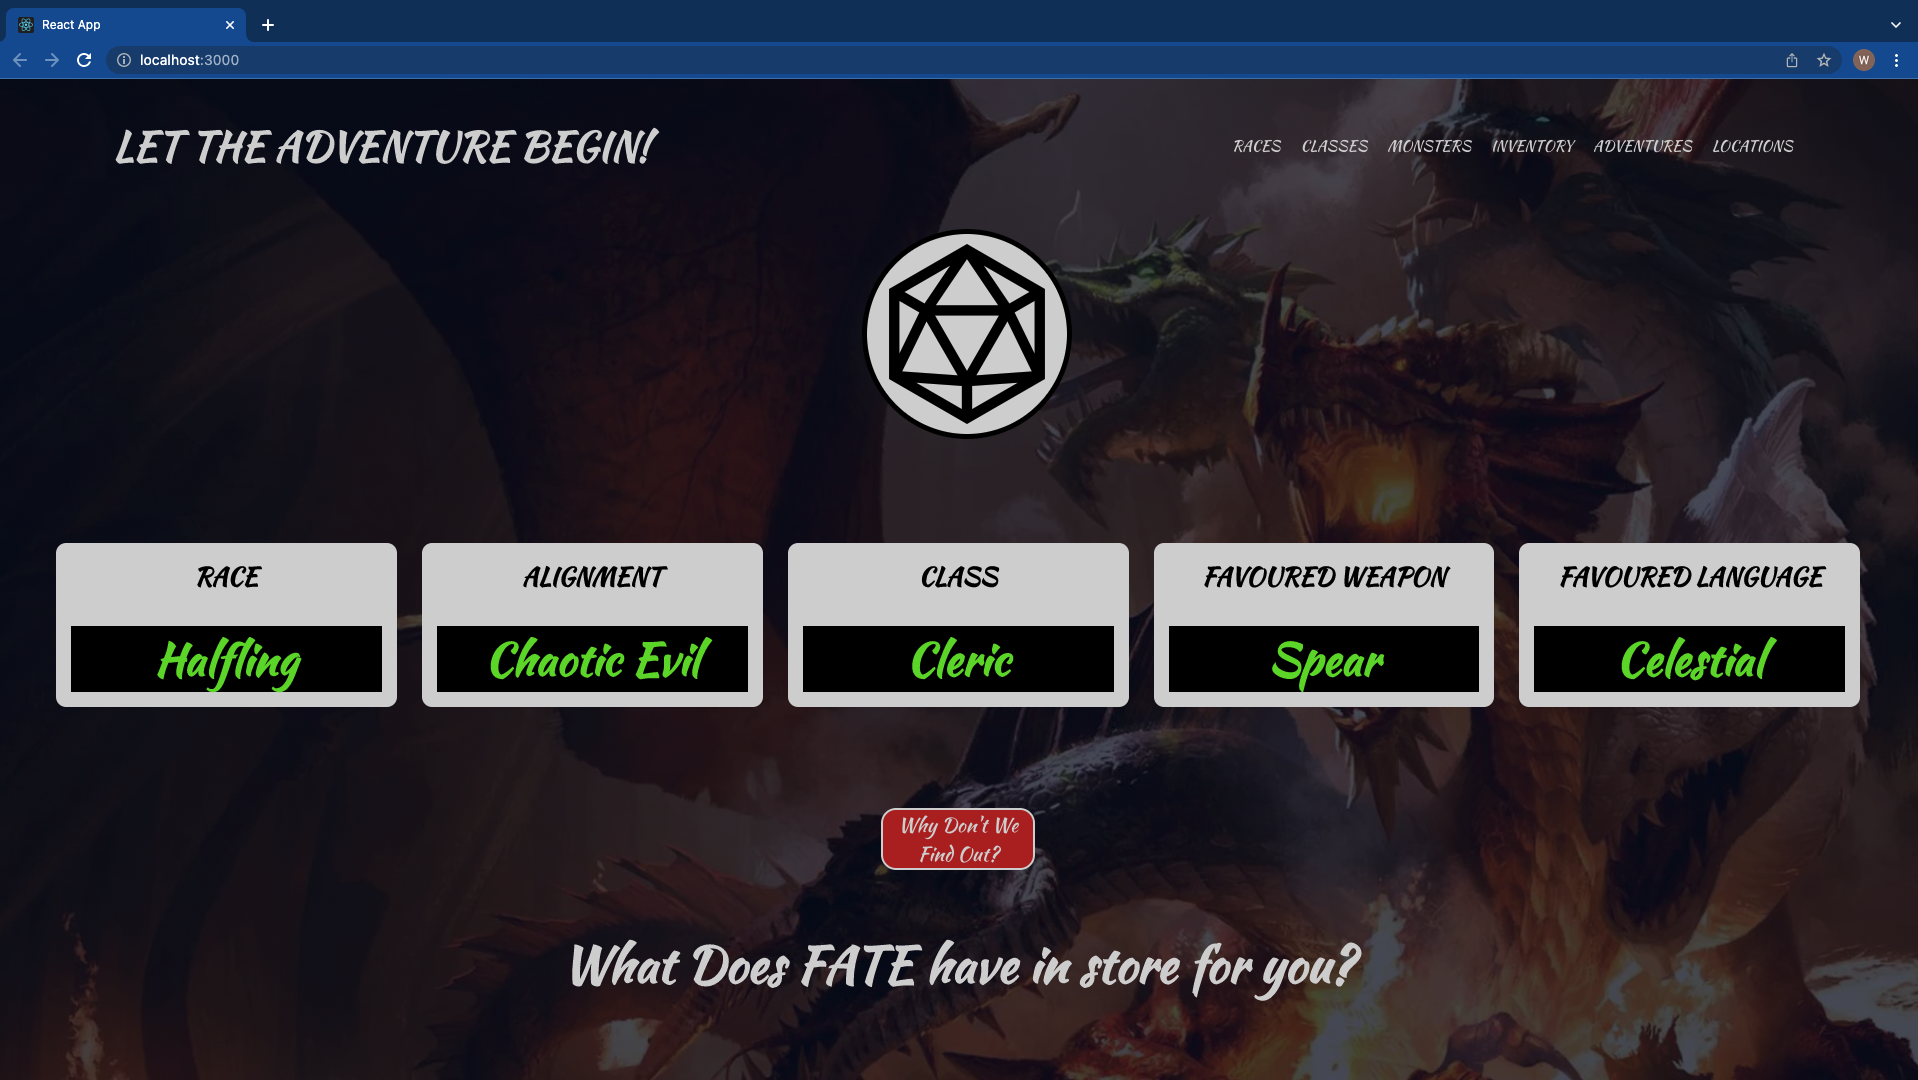 React App
localhost:3000
W
LET THE ADVENTURE BEGIN!
RACES CLASSES MONSTERS INVENTORY ADVENTURES LOCATIONS
RACE
Halfling
ALIGNMENT
Chaotic Evil
CLASS
Cleric
FAVOURED WEAPON
Spear
FAVOURED LANGUAGE
Celestial
Why Don't We
Find Out?
What Does FATE have in store for you?